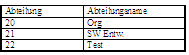 Abteilung Abteilungsname
20 Org
21 SW Entw.
22 Test